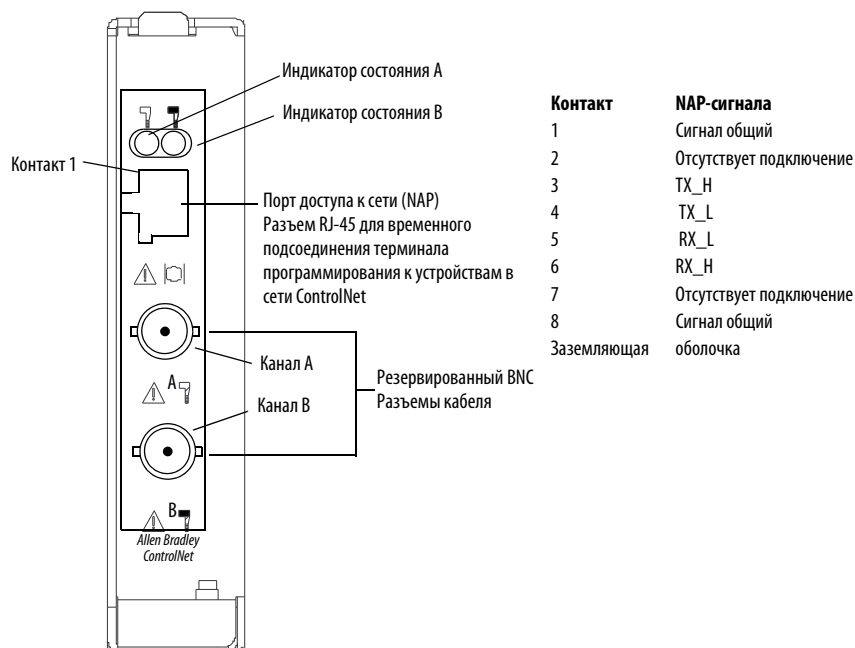 Индикатор состояния A
Индикатор состояния B
Контакт 1
Порт доступа к сети (NAP)
Разъем RJ-45 для временного
подсоединения терминала
программирования к устройствам в
сети ControlNet
Канал A
A
Канал B
Резервированный BNC
Разъемы кабеля
B
Allen Bradley
ControlNet
Контакт NAP-сигнала
1 Сигнал общий
2 Отсутствует подключение
3 TX_H
4 TX_L
5 RX_L
6 RX_H
7 Отсутствует подключение
8 Сигнал общий
Заземляющая оболочка